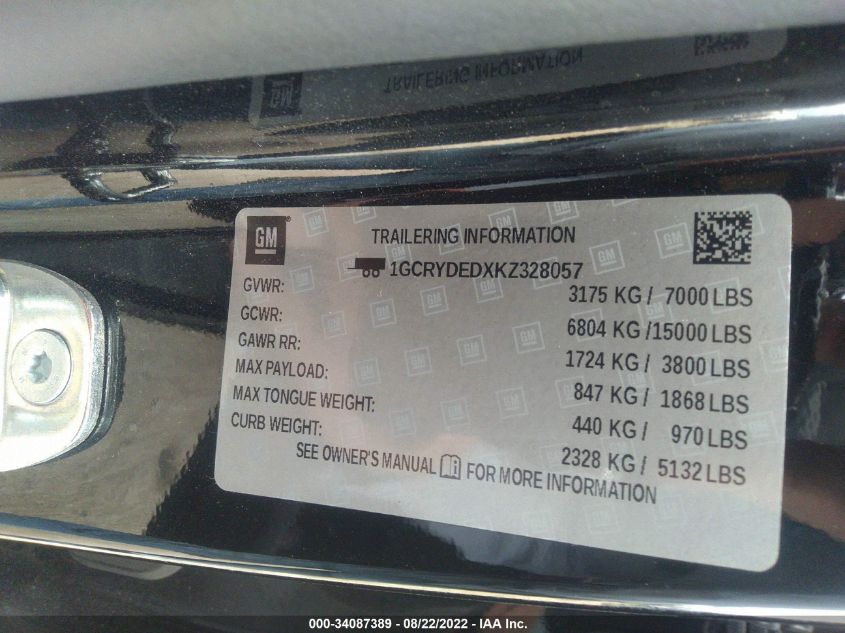 TRAILERING INFORMATION
GM
TRAILERING INFORMATION
1GCRYDEDXKZ328057
GVWR: 3175 KG / 7000 LBS
GCWR: 6804 KG /15000 LBS
GAWR RR: 1724 KG / 3800 LBS
MAX PAYLOAD: 847 KG / 1868 LBS
MAX TONGUE WEIGHT: 440 KG / 970 LBS
CURB WEIGHT: 2328 KG / 5132 LBS
SEE OWNER'S MANUAL FOR MORE INFORMATION
000-34087389 - 08/22/2022 - IAA Inc.